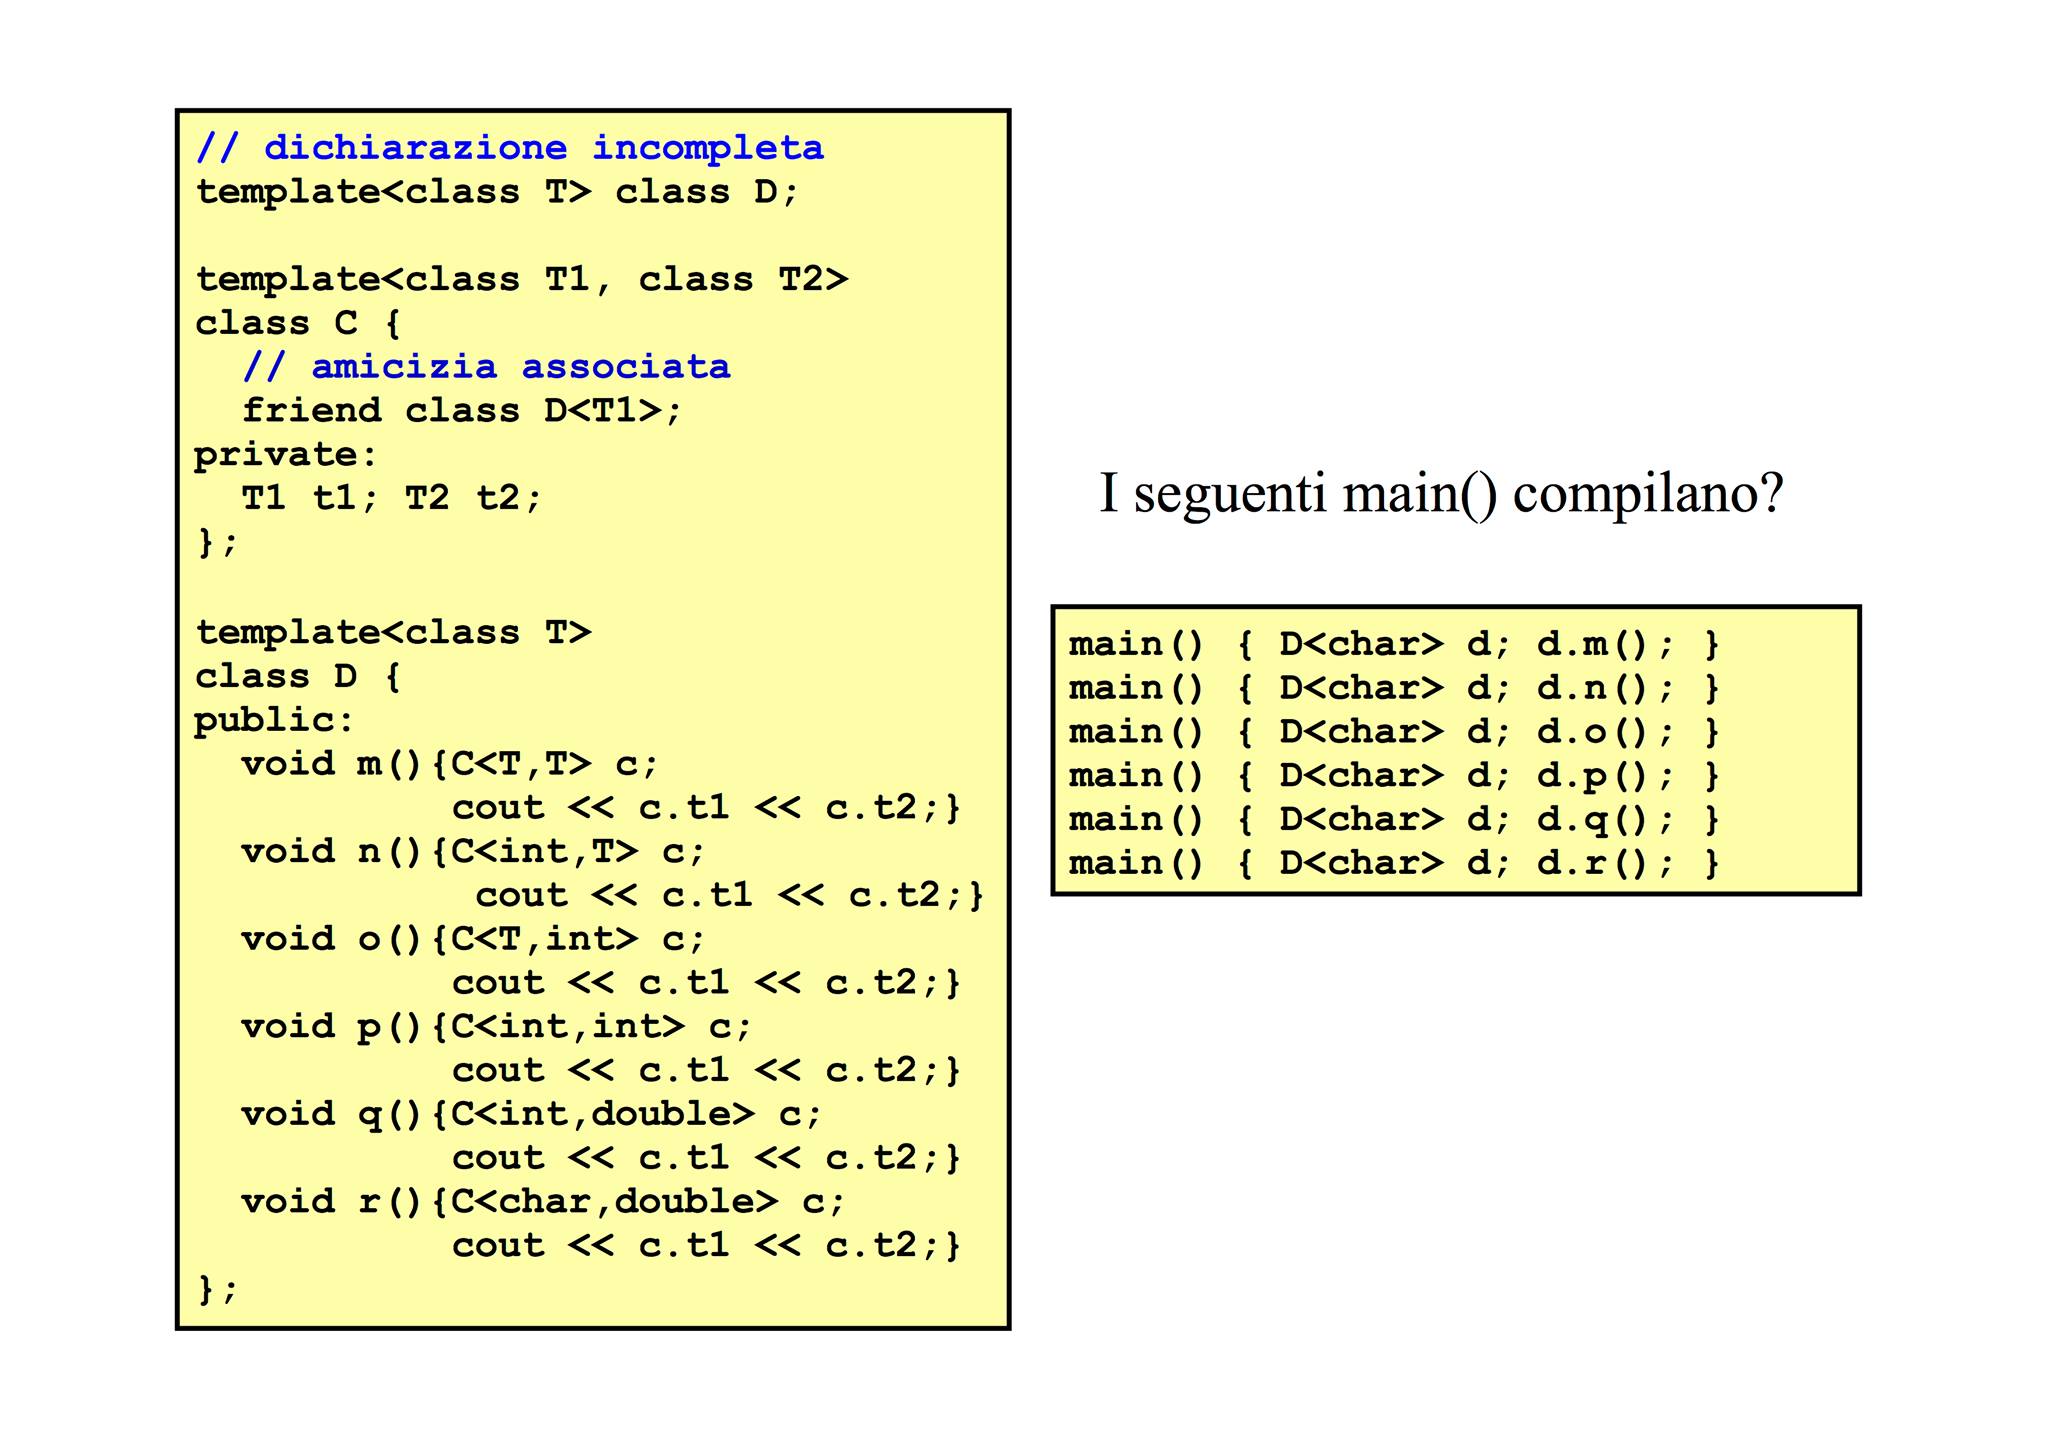 // dichiarazione incompleta
template<class T> class D;
template<class T1, class T2>
class C {
// amicizia associata
friend class D<T1>;
private:
T1 t1; T2 t2;
};
template<class T>
class D {
public:
void m(){C<T,T> c;
cout << c.t1 << c.t2;}
void n(){C<int,T> c;
cout << c.t1 << c.t2;}
void o(){C<T,int> c;
cout << c.t1 << c.t2;}
void p(){C<int,int> c;
cout << c.t1 << c.t2;}
void q(){C<int,double> c;
cout << c.t1 << c.t2;}
void r(){C<char,double> c;
cout << c.t1 << c.t2;}
};
I seguenti main() compilano?
main() { D<char> d; d.m(); }
main() { D<char> d; d.n(); }
main() { D<char> d; d.o(); }
main() { D<char> d; d.p(); }
main() { D<char> d; d.q(); }
main() { D<char> d; d.r(); }